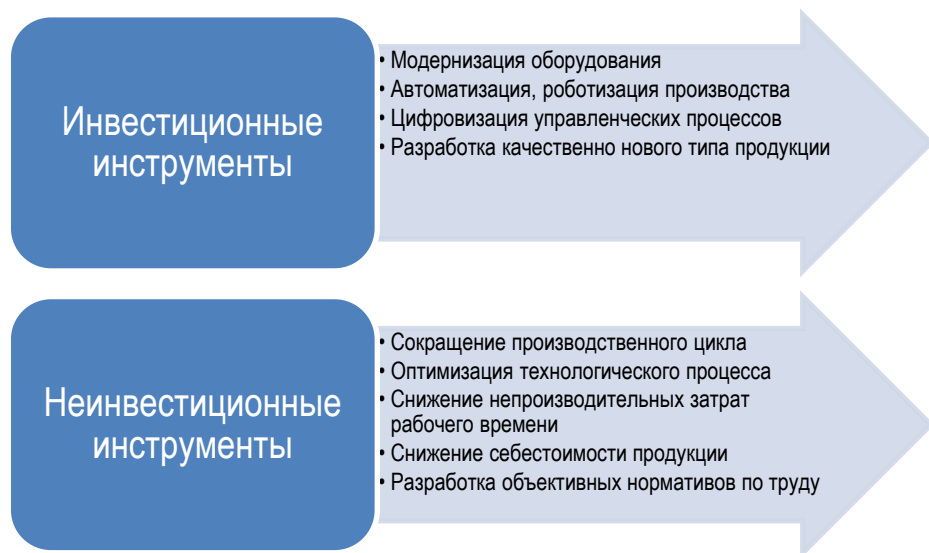 Инвестиционные
инструменты
• Модернизация оборудования
• Автоматизация, роботизация производства
• Цифровизация управленческих процессов
• Разработка качественно нового типа продукции
Неинвестиционные
инструменты
• Сокращение производственного цикла
• Оптимизация технологического процесса
• Снижение непроизводительных затрат
рабочего времени
• Снижение себестоимости продукции
• Разработка объективных нормативов по труду